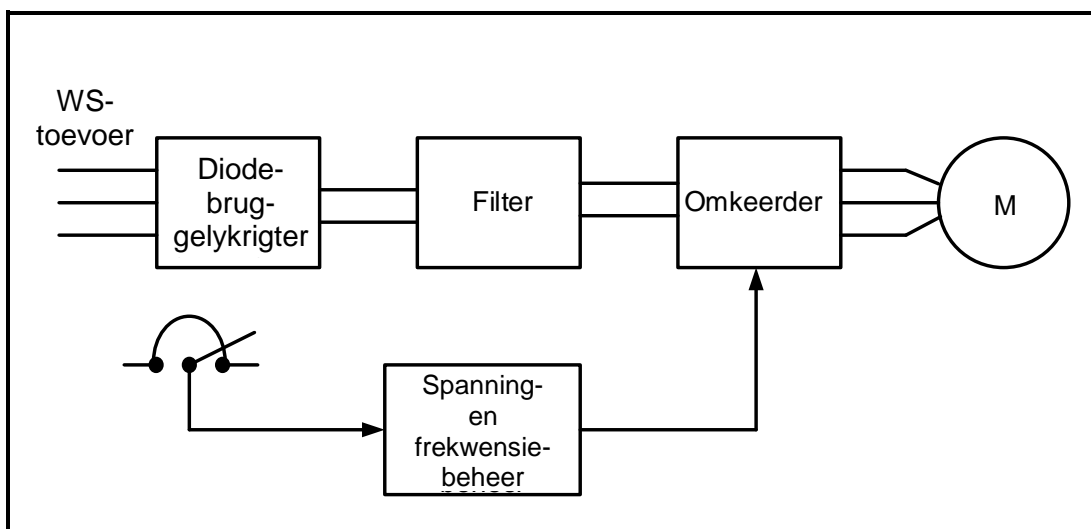 WS-
toevoer
Diode-
brug-
gelykrigter
Filter
Omkeerder
M
Spanning-
en
frekwensie-
beheer